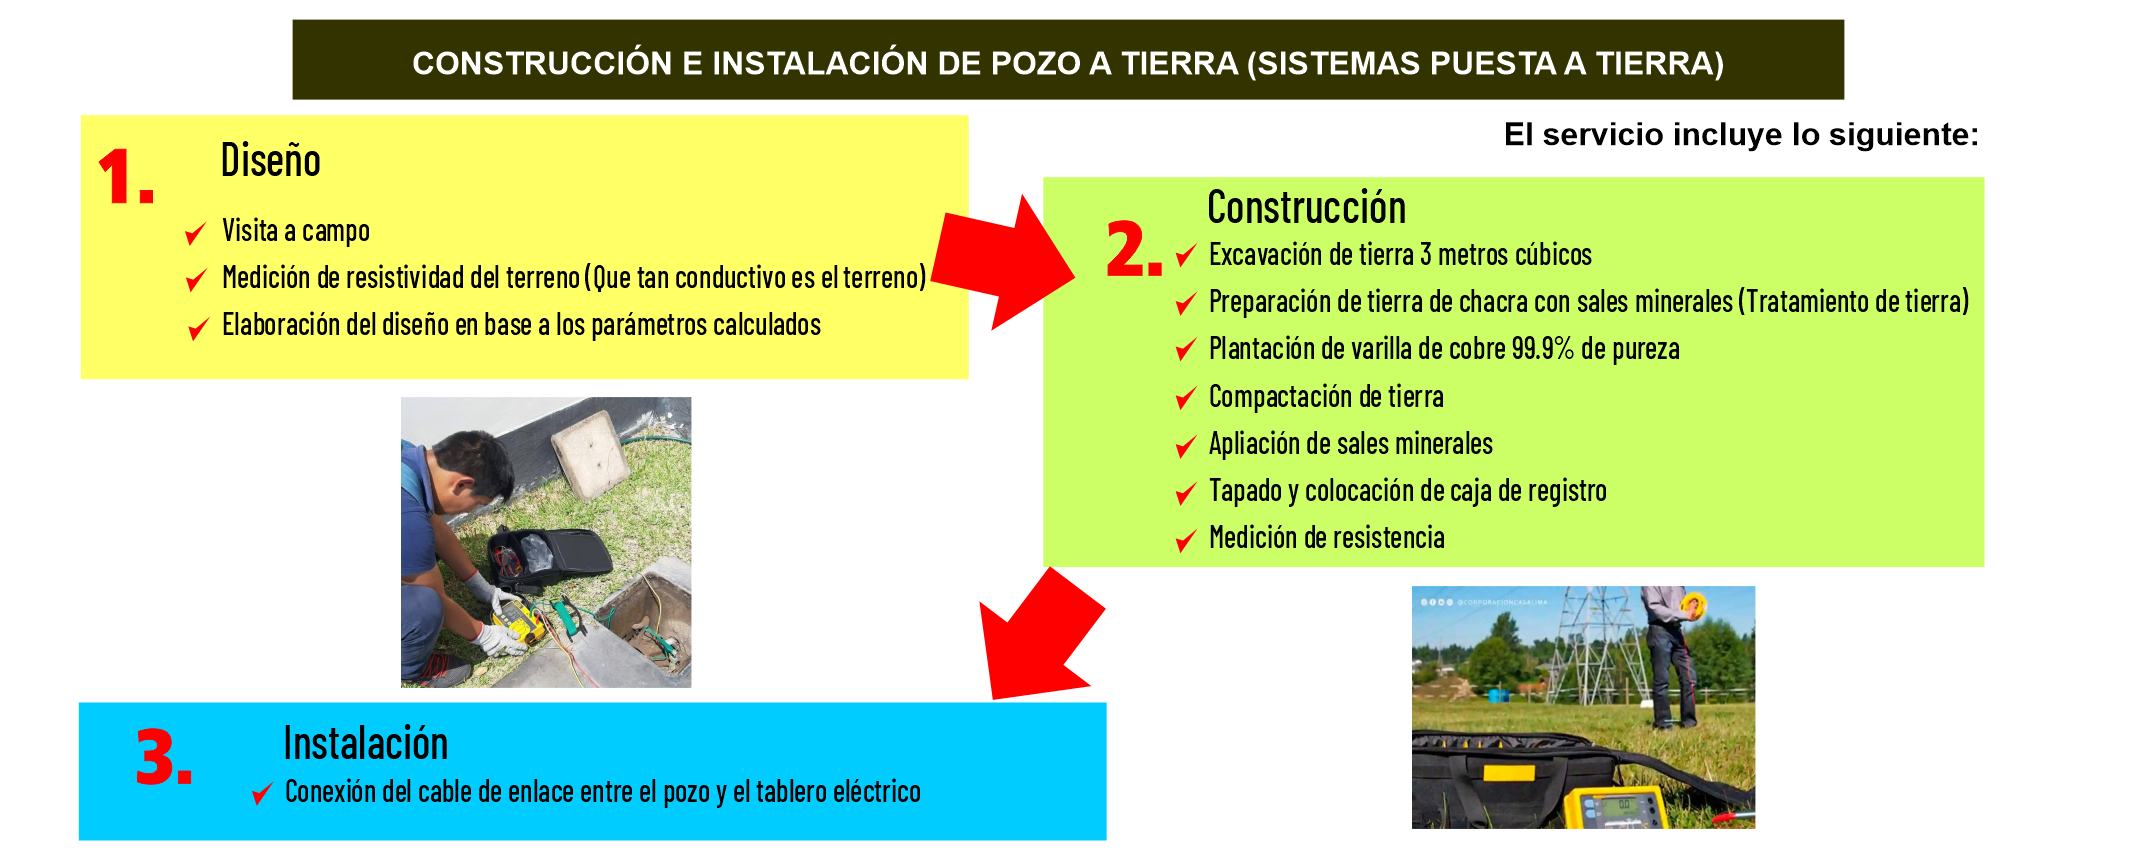 CONSTRUCCIÓN E INSTALACIÓN DE POZO A TIERRA (SISTEMAS PUESTA A TIERRA)
El servicio incluye lo siguiente:
1.
Diseño
Visita a campo
Medición de resistividad del terreno (Que tan conductivo es el terreno)
Elaboración del diseño en base a los parámetros calculados
2.
Construcción
Excavación de tierra 3 metros cúbicos
Preparación de tierra de chacra con sales minerales (Tratamiento de tierra)
Plantación de varilla de cobre 99.9% de pureza
Compactación de tierra
Apliación de sales minerales
Tapado y colocación de caja de registro
Medición de resistencia
@CORPORACIONCASALIMA
3.
Instalación
Conexión del cable de enlace entre el pozo y el tablero eléctrico